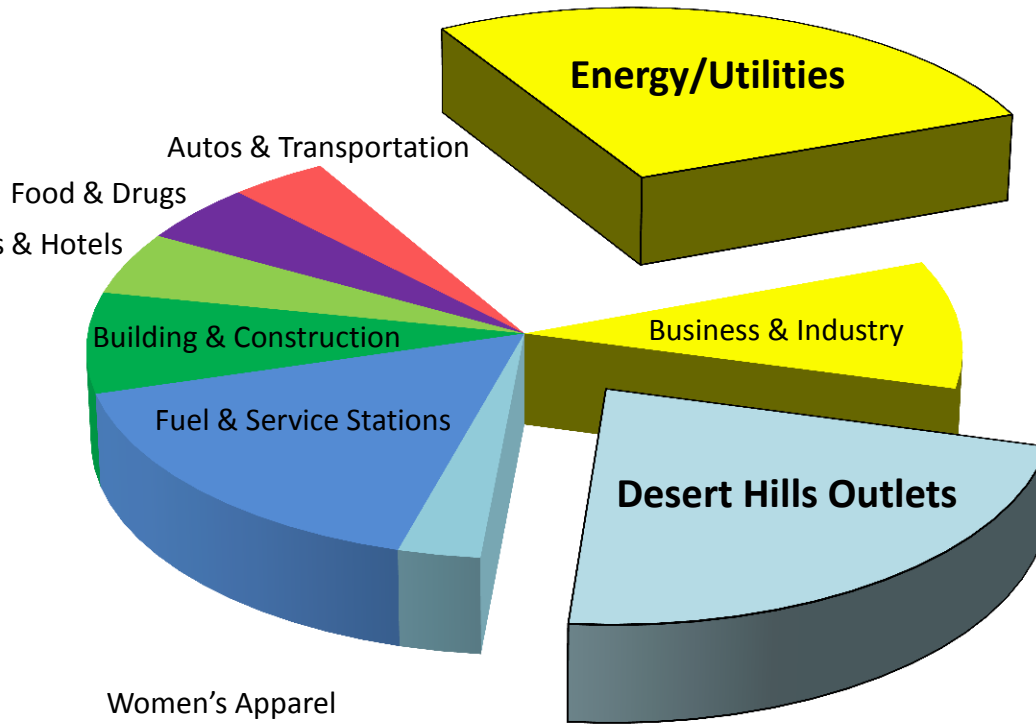 Energy/Utilities
Autos & Transportation
Food & Drugs
& Hotels
Building & Construction
Business & Industry
Fuel & Service Stations
Desert Hills Outlets
Women’s Apparel